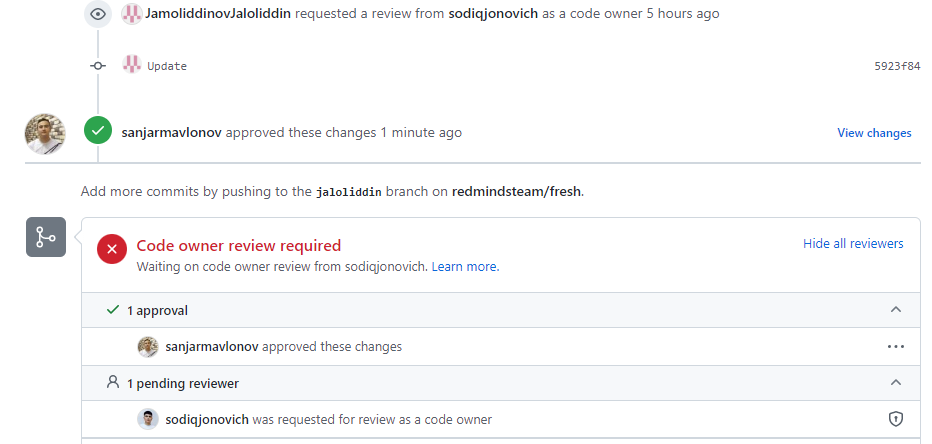 JamoliddinovJaloliddin requested a review from sodiqjonovich as a code owner 5 hours ago
Update 5923f84
sanjarmavlonov approved these changes 1 minute ago View changes
Add more commits by pushing to the jaloliddin branch on redmindsteam/fresh.
Code owner review required Hide all reviewers
Waiting on code owner review from sodiqjonovich. Learn more.
1 approval
sanjarmavlonov approved these changes
1 pending reviewer
sodiqjonovich was requested for review as a code owner